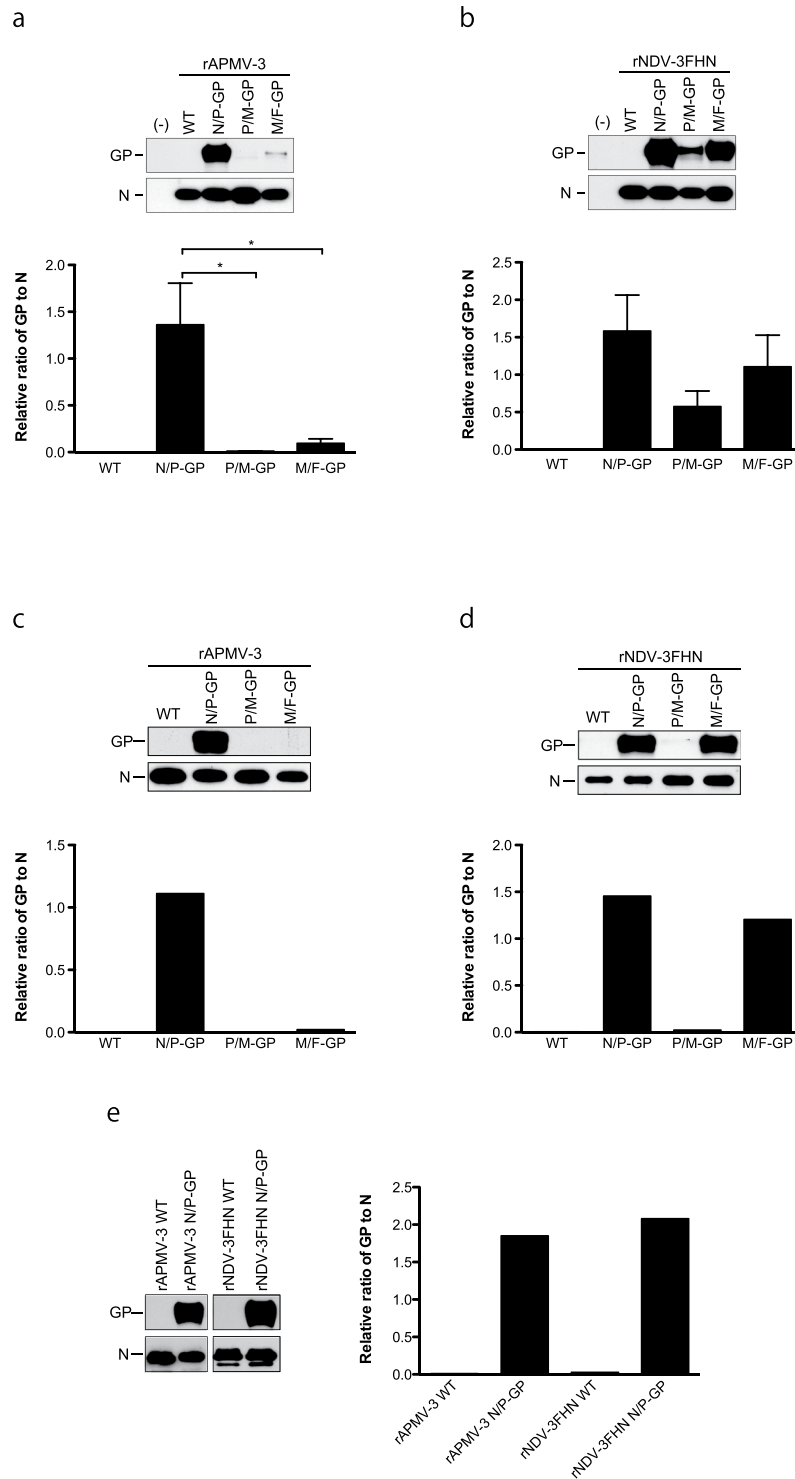 a
rAPMV-3
(-) WT N/P-GP P/M-GP M/F-GP
GP
N
*
*
Relative ratio of GP to N
2.0
1.5
1.0
0.5
0.0
WT N/P-GP P/M-GP M/F-GP
b
rNDV-3FHN
(-) WT N/P-GP P/M-GP M/F-GP
GP
N
Relative ratio of GP to N
2.5
2.0
1.5
1.0
0.5
0.0
WT N/P-GP P/M-GP M/F-GP
c
rAPMV-3
WT N/P-GP P/M-GP M/F-GP
GP
N
Relative ratio of GP to N
1.5
1.0
0.5
0.0
WT N/P-GP P/M-GP M/F-GP
d
rNDV-3FHN
WT N/P-GP P/M-GP M/F-GP
GP
N
Relative ratio of GP to N
2.0
1.5
1.0
0.5
0.0
WT N/P-GP P/M-GP M/F-GP
e
rAPMV-3 WT
rAPMV-3 N/P-GP
rNDV-3FHN WT
rNDV-3FHN N/P-GP
GP
N
Relative ratio of GP to N
2.5
2.0
1.5
1.0
0.5
0.0
rAPMV-3 WT
rAPMV-3 N/P-GP
rNDV-3FHN WT
rNDV-3FHN N/P-GP